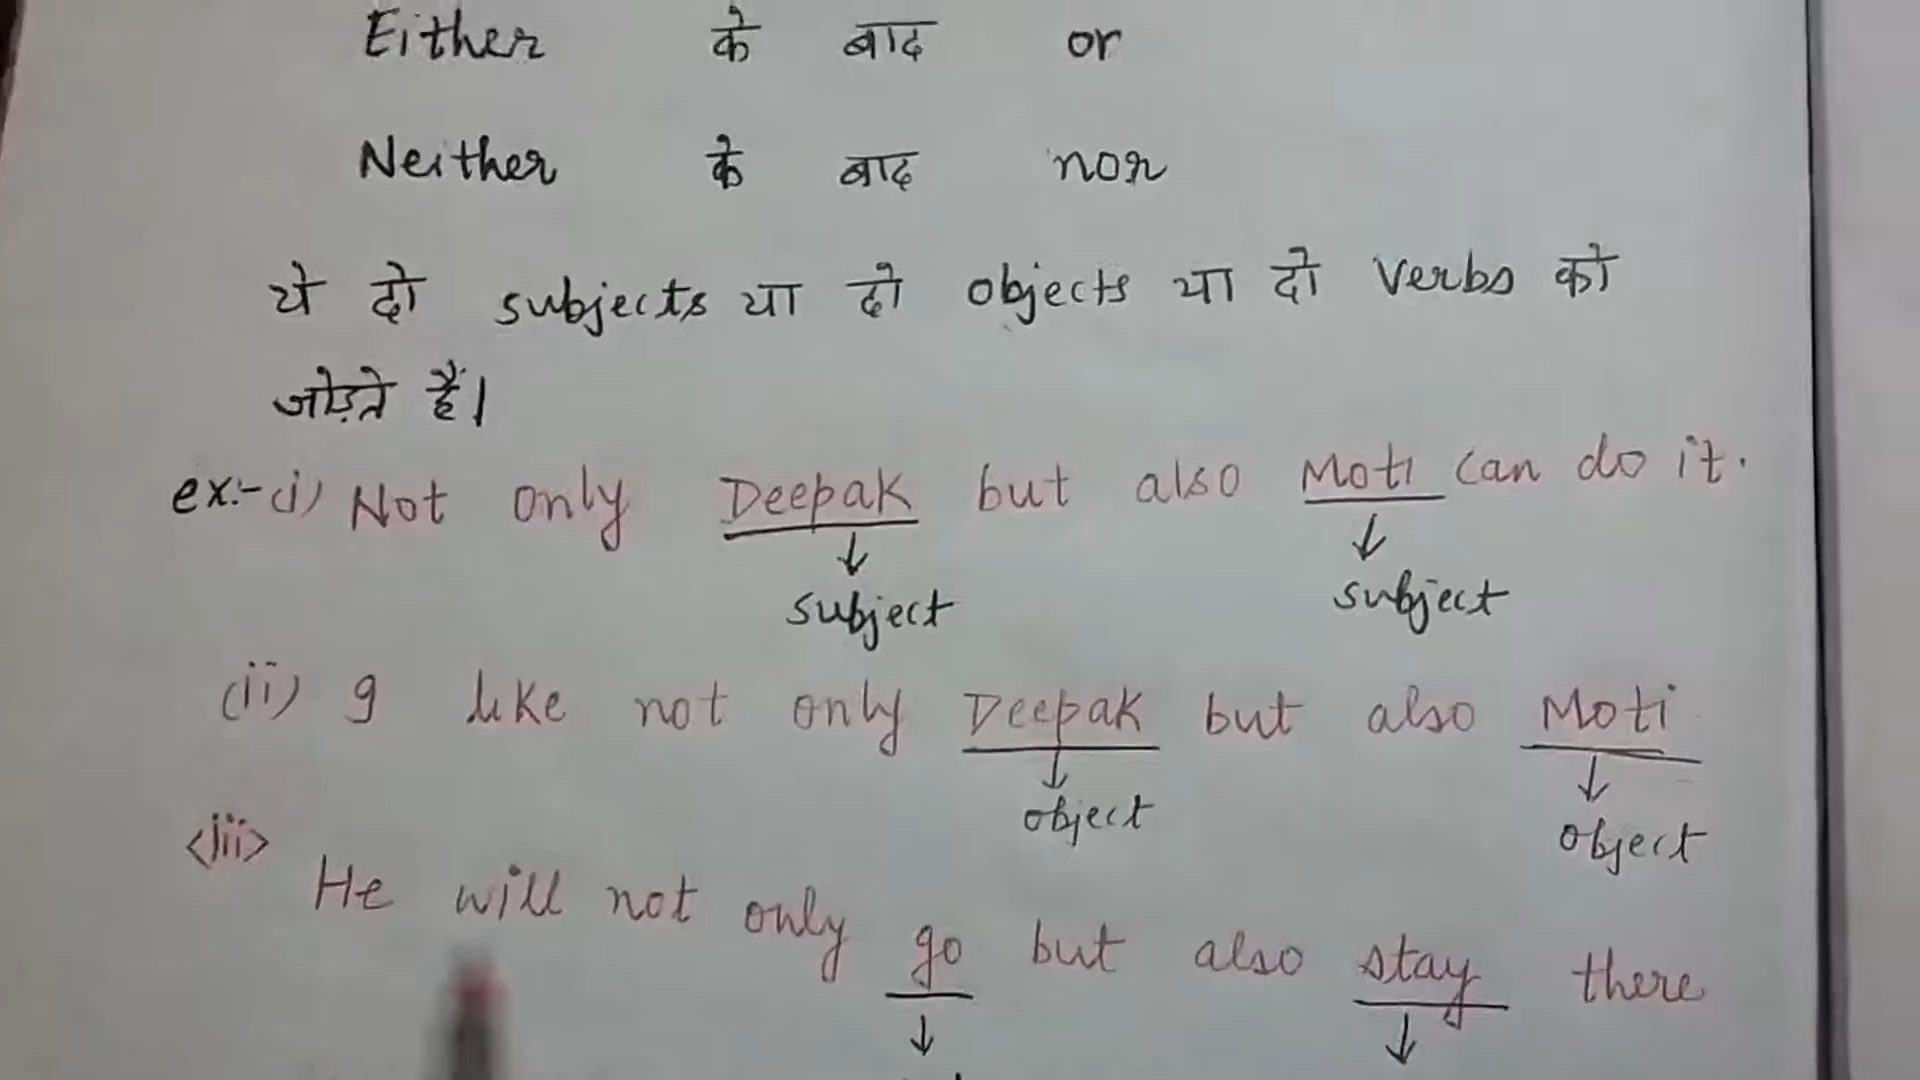 Either के बाद or
Neither के बाद nor
ये दो subjects या दो objects या दो verbs को
जोड़ते हैं।
ex:- (i) Not only Deepak but also Moti can do it.
↓ ↓
subject subject
(ii) I like not only Deepak but also Moti
↓ ↓
object object
<iii>
He will not only go but also stay there
↓ ↓